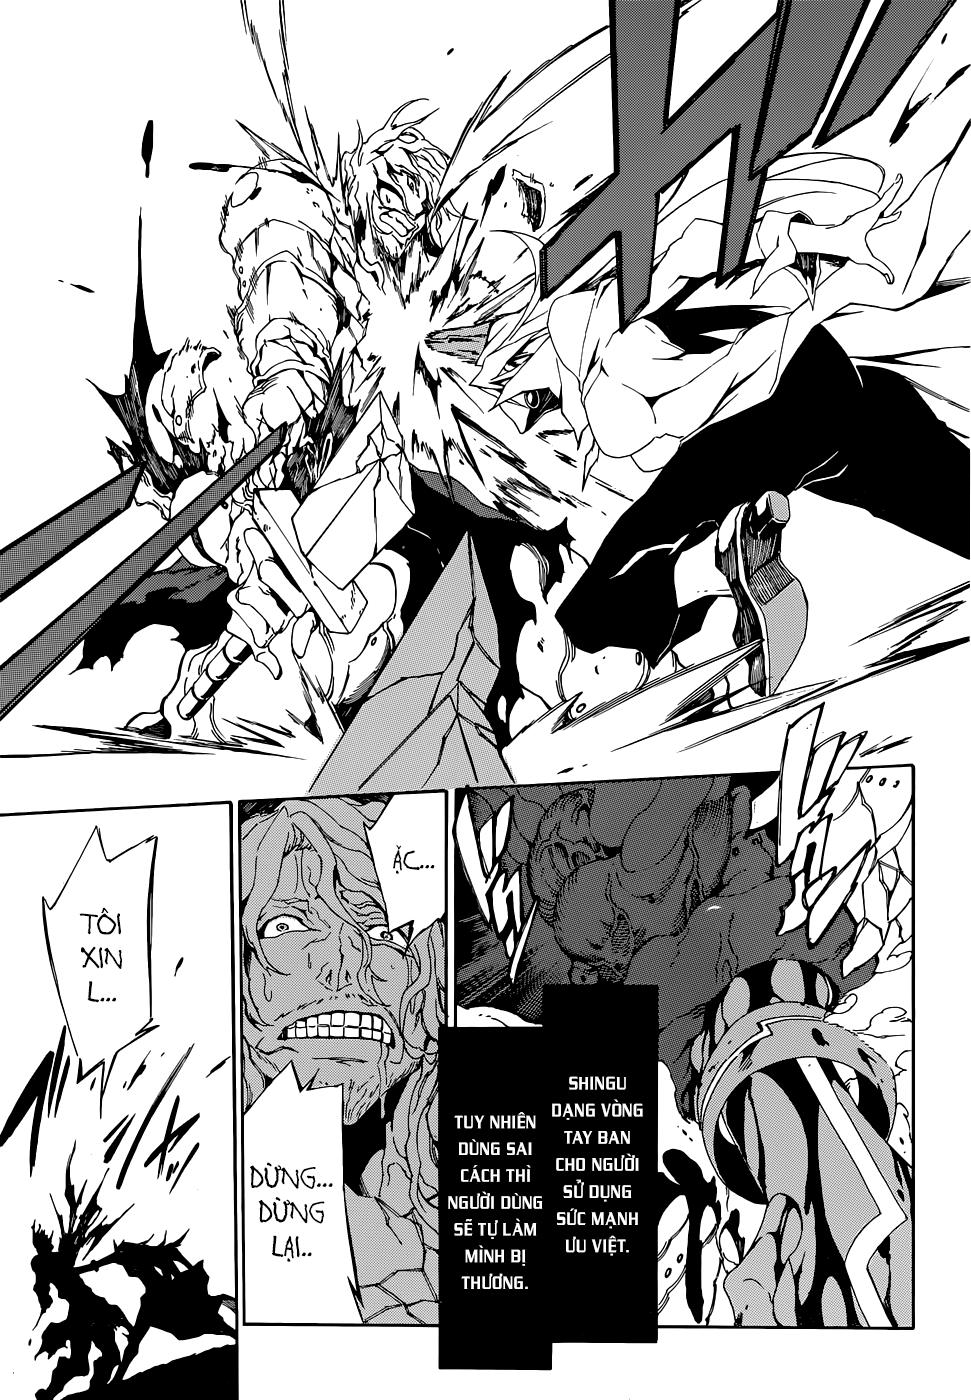 SHINGU
DẠNG VÒNG
TAY BAN
CHO NGƯỜI
SỬ DỤNG
SỨC MẠNH
ƯU VIỆT.
TUY NHIÊN
DÙNG SAI
CÁCH THÌ
NGƯỜI DÙNG
SẼ TỰ LÀM
MÌNH BỊ
THƯƠNG.
ẶC...
DỪNG...
DỪNG
LẠI..
TÔI
XIN
L...